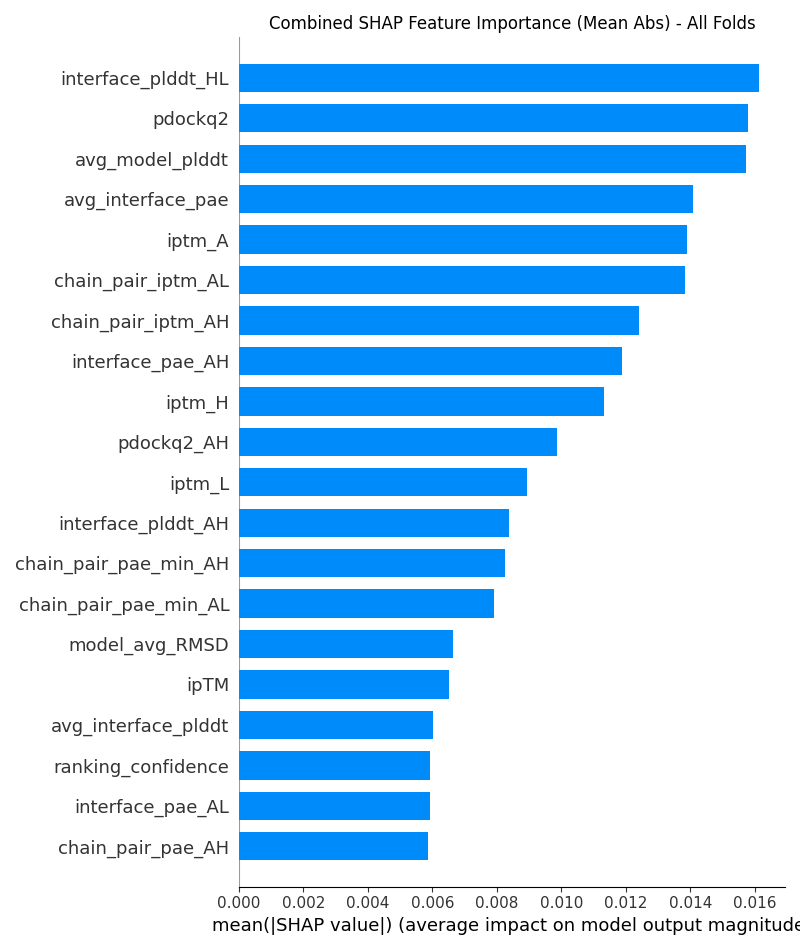 Combined SHAP Feature Importance (Mean Abs) - All Folds
interface_plddt_HL
pdockq2
avg_model_plddt
avg_interface_pae
iptm_A
chain_pair_iptm_AL
chain_pair_iptm_AH
interface_pae_AH
iptm_H
pdockq2_AH
iptm_L
interface_plddt_AH
chain_pair_pae_min_AH
chain_pair_pae_min_AL
model_avg_RMSD
ipTM
avg_interface_plddt
ranking_confidence
interface_pae_AL
chain_pair_pae_AH
0.000 0.002 0.004 0.006 0.008 0.010 0.012 0.014 0.016
mean(|SHAP value|) (average impact on model output magnitude